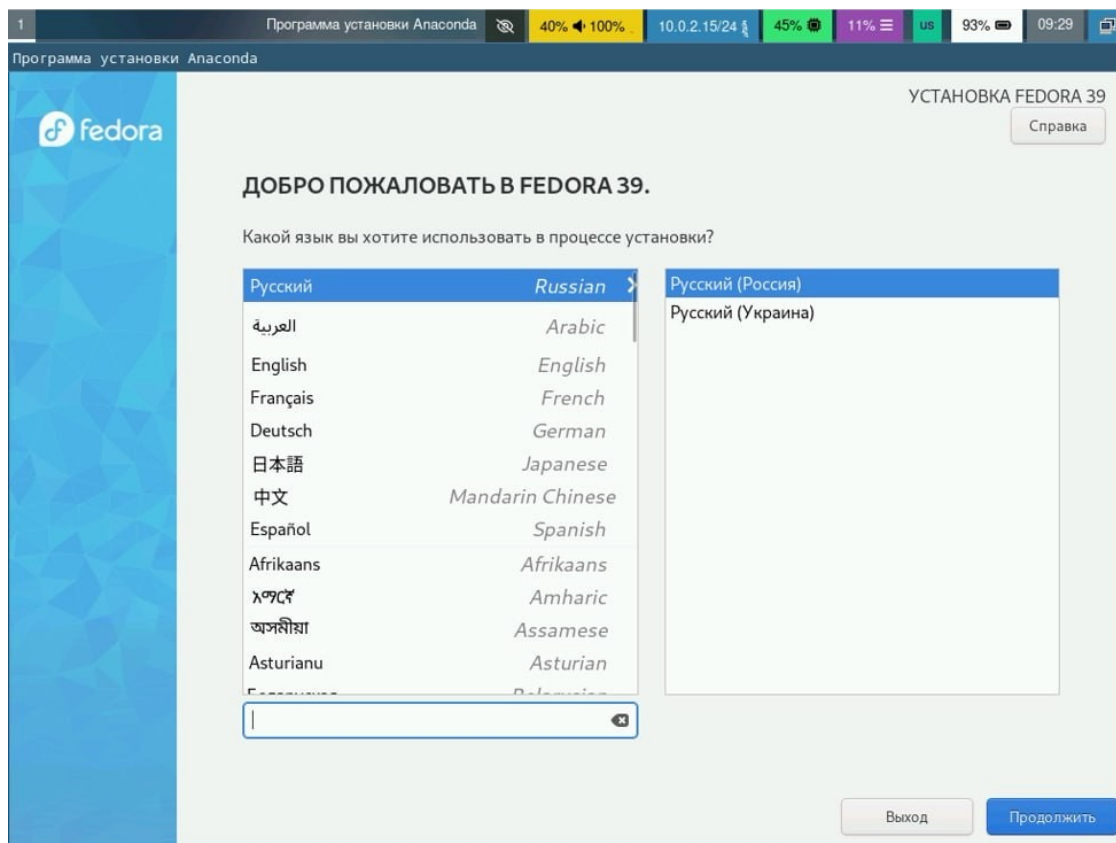 1 Программа установки Anaconda 40% 100% 10.0.2.15/24 45% 11% us 93% 09:29
Программа установки Anaconda
fedora
УСТАНОВКА FEDORA 39
Справка
ДОБРО ПОЖАЛОВАТЬ В FEDORA 39.
Какой язык вы хотите использовать в процессе установки?
Русский Russian
العربية Arabic
English English
Français French
Deutsch German
日本語 Japanese
中文 Mandarin Chinese
Español Spanish
Afrikaans Afrikaans
አማርኛ Amharic
অসমীয়া Assamese
Asturianu Asturian
Русский (Россия)
Русский (Украина)
Выход
Продолжить